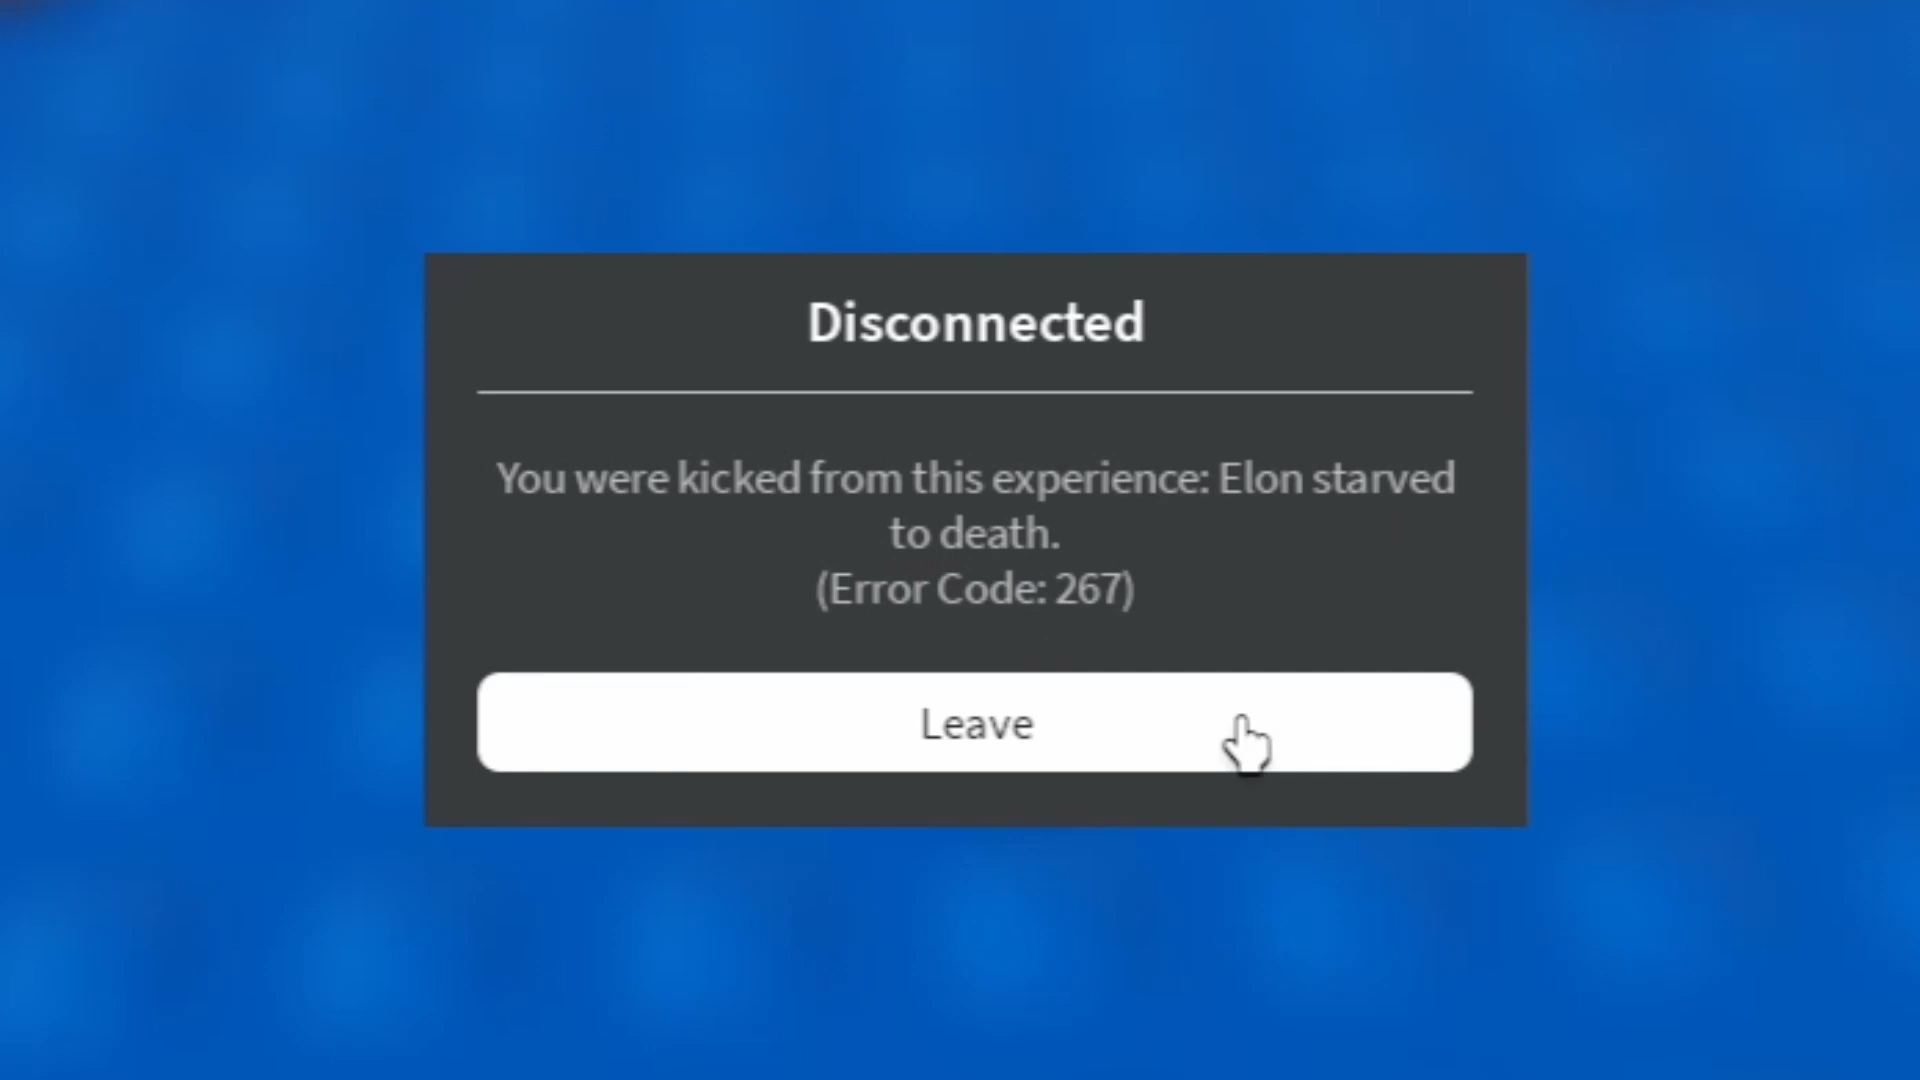 Disconnected
You were kicked from this experience: Elon starved
to death.
(Error Code: 267)
Leave